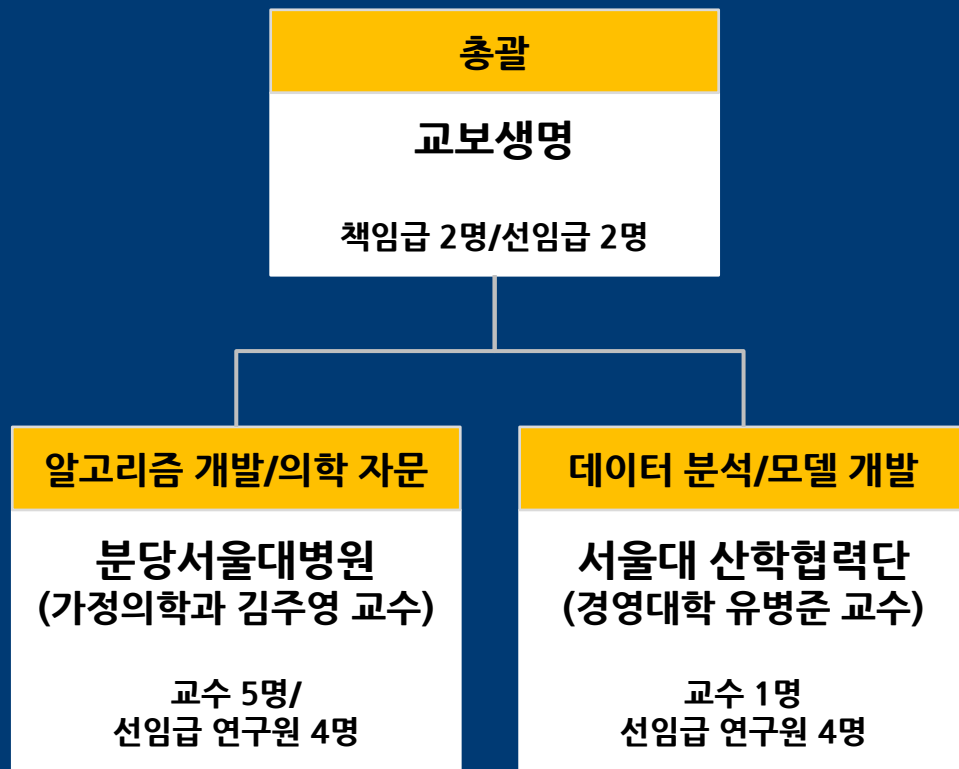 총괄
교보생명
책임급 2명/선임급 2명
알고리즘 개발/의학 자문
분당서울대병원
(가정의학과 김주영 교수)
교수 5명/
선임급 연구원 4명
데이터 분석/모델 개발
서울대 산학협력단
(경영대학 유병준 교수)
교수 1명
선임급 연구원 4명